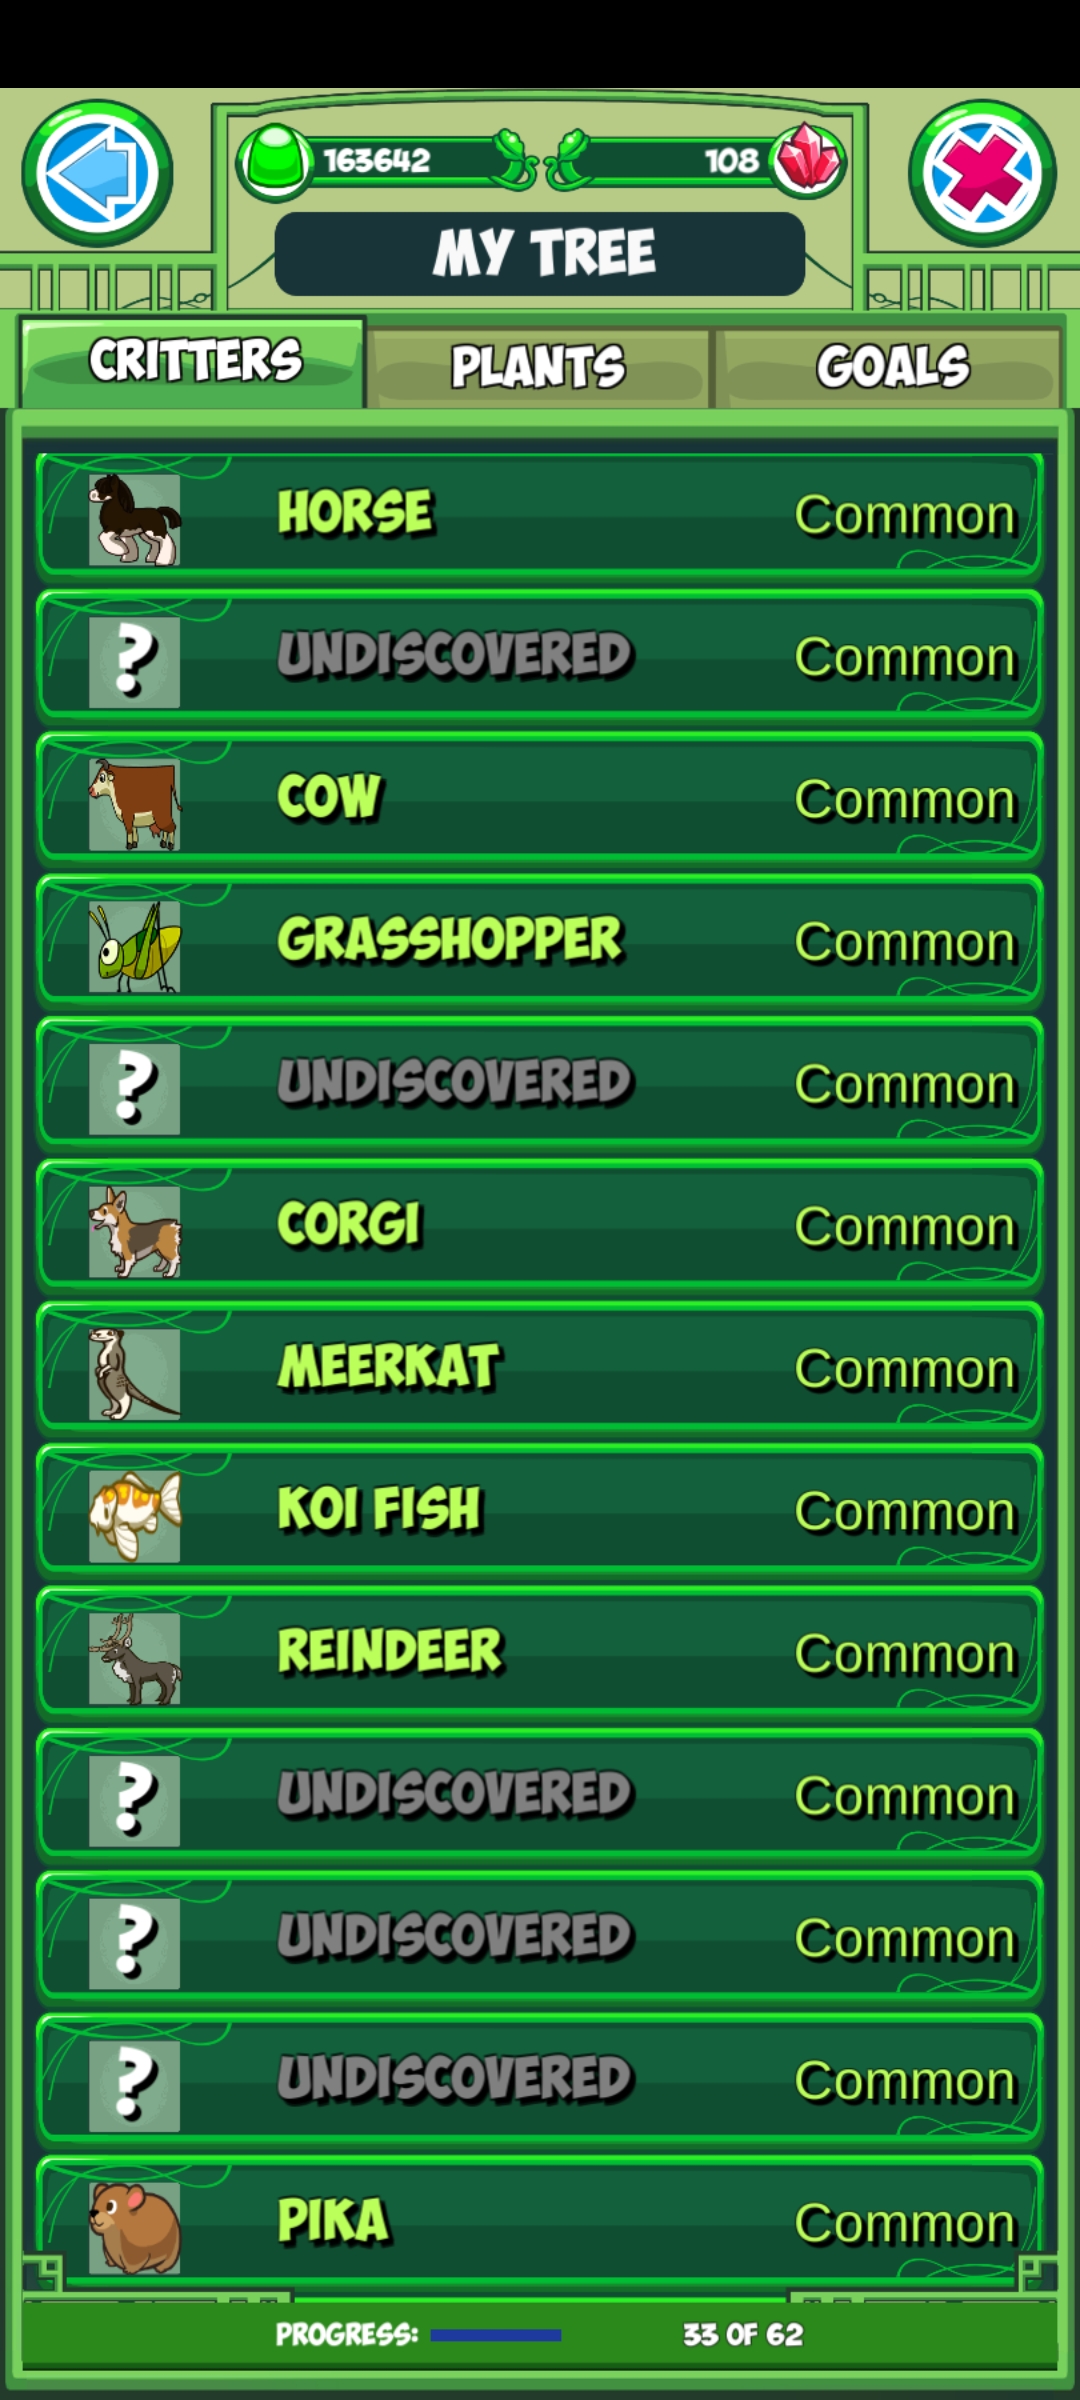 163642
108
MY TREE
CRITTERS
PLANTS
GOALS
HORSE Common
? UNDISCOVERED Common
COW Common
GRASSHOPPER Common
? UNDISCOVERED Common
CORGI Common
MEERKAT Common
KOI FISH Common
REINDEER Common
? UNDISCOVERED Common
? UNDISCOVERED Common
? UNDISCOVERED Common
PIKA Common
PROGRESS: 33 OF 62